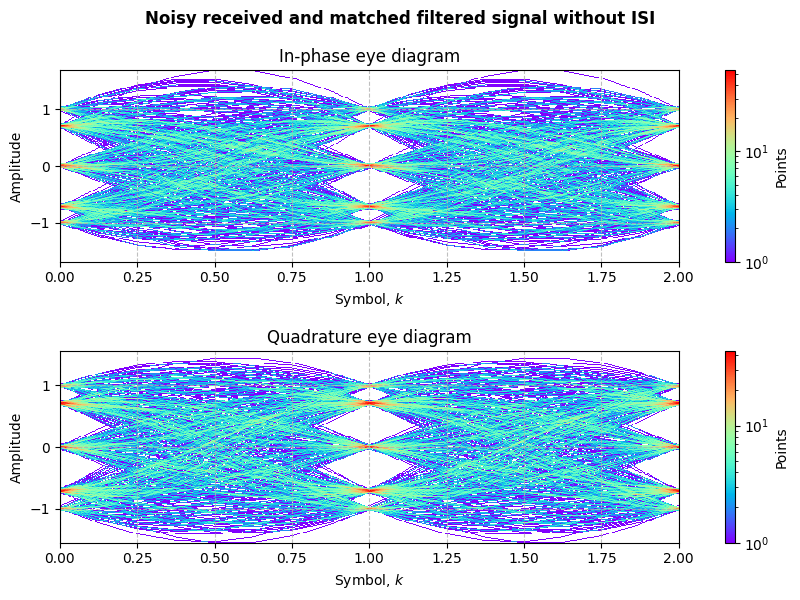 Noisy received and matched filtered signal without ISI
In-phase eye diagram
Amplitude
1
0
−1
0.00 0.25 0.50 0.75 1.00 1.25 1.50 1.75 2.00
Symbol, k
10¹
10⁰
Points
Quadrature eye diagram
Amplitude
1
0
−1
0.00 0.25 0.50 0.75 1.00 1.25 1.50 1.75 2.00
Symbol, k
10¹
10⁰
Points